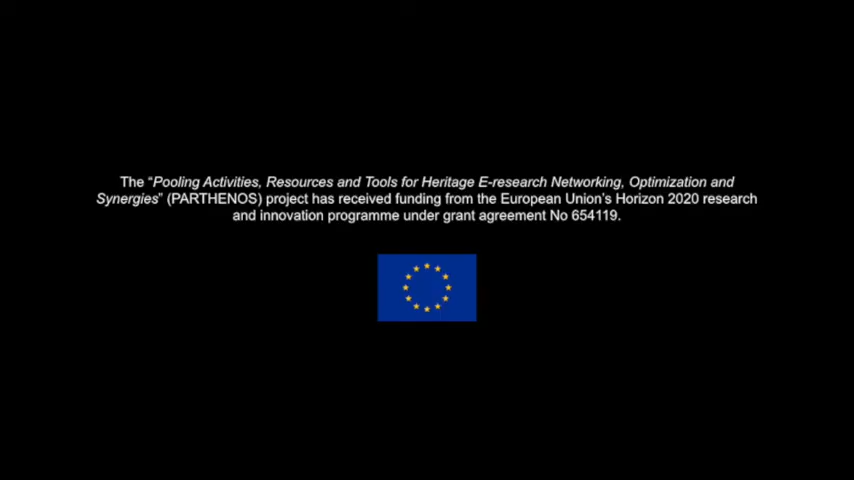 The “Pooling Activities, Resources and Tools for Heritage E-research Networking, Optimization and
Synergies” (PARTHENOS) project has received funding from the European Union’s Horizon 2020 research
and innovation programme under grant agreement No 654119.